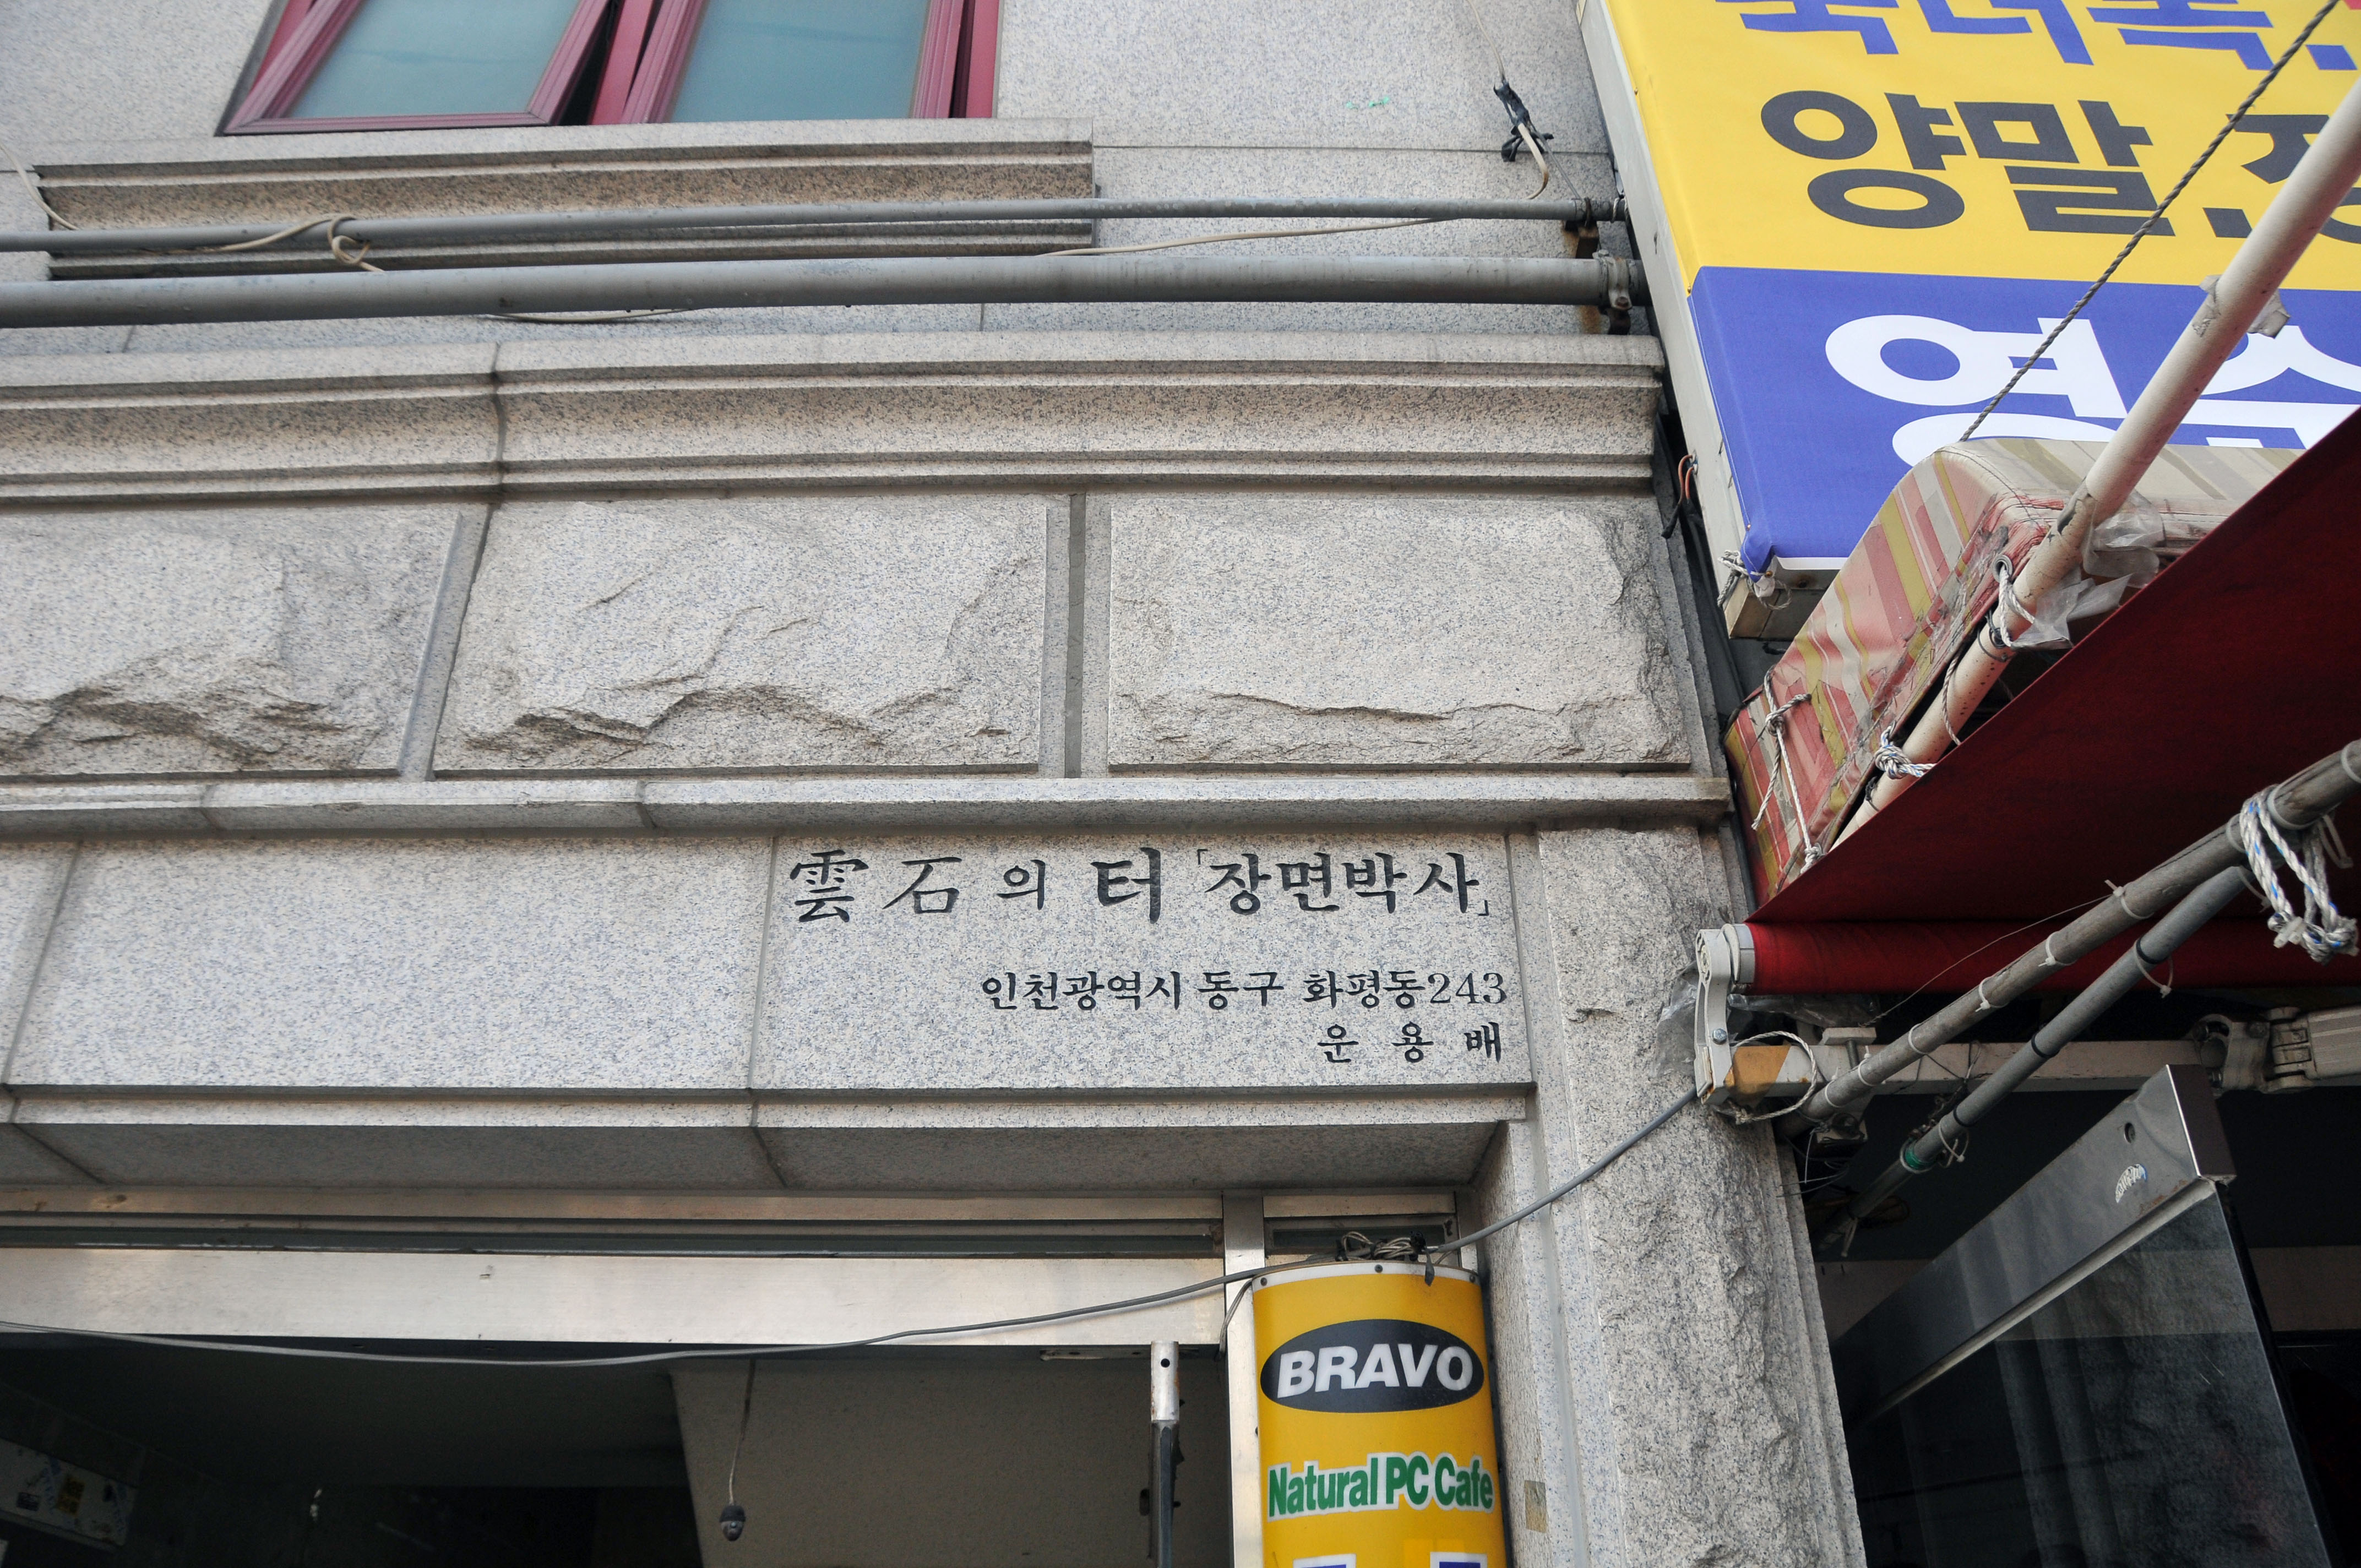 양말.
雲石의 터「장면박사」
인천광역시 동구 화평동243
운 용 배
BRAVO
Natural PC Cafe